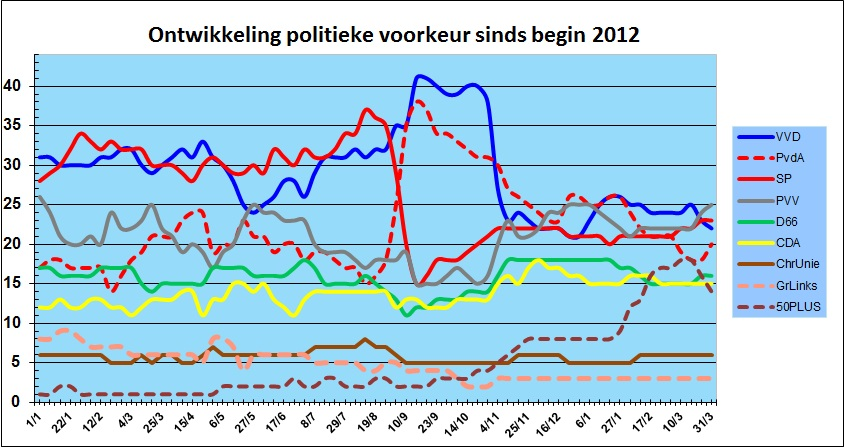 Ontwikkeling politieke voorkeur sinds begin 2012
40
35
30
25
20
15
10
5
0
1/1 22/1 12/2 4/3 25/3 15/4 6/5 27/5 17/6 8/7 29/7 19/8 10/9 23/9 14/10 4/11 25/11 16/12 6/1 27/1 17/2 10/3 31/3
VVD
PvdA
SP
PVV
D66
CDA
ChrUnie
GrLinks
50PLUS